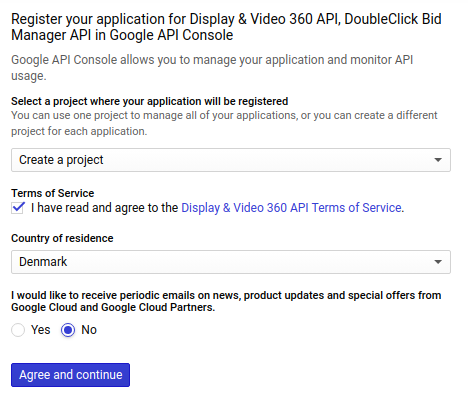 Register your application for Display & Video 360 API, DoubleClick Bid
Manager API in Google API Console
Google API Console allows you to manage your application and monitor API
usage.
Select a project where your application will be registered
You can use one project to manage all of your applications, or you can create a different
project for each application.
Create a project
Terms of Service
I have read and agree to the Display & Video 360 API Terms of Service.
Country of residence
Denmark
I would like to receive periodic emails on news, product updates and special offers from
Google Cloud and Google Cloud Partners.
Yes No
Agree and continue